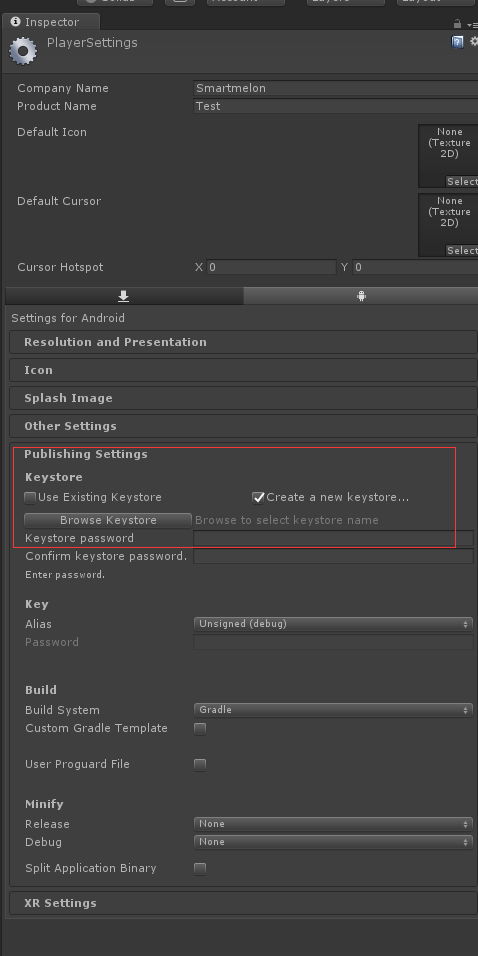 Account
Layers
Layout
Inspector
PlayerSettings
Company Name Smartmelon
Product Name Test
Default Icon None
(Texture
2D)
Select
Default Cursor None
(Texture
2D)
Select
Cursor Hotspot X 0 Y 0
Settings for Android
Resolution and Presentation
Icon
Splash Image
Other Settings
Publishing Settings
Keystore
Use Existing Keystore Create a new keystore...
Browse Keystore Browse to select keystore name
Keystore password
Confirm keystore password.
Enter password.
Key
Alias Unsigned (debug)
Password
Build
Build System Gradle
Custom Gradle Template
User Proguard File
Minify
Release None
Debug None
Split Application Binary
XR Settings